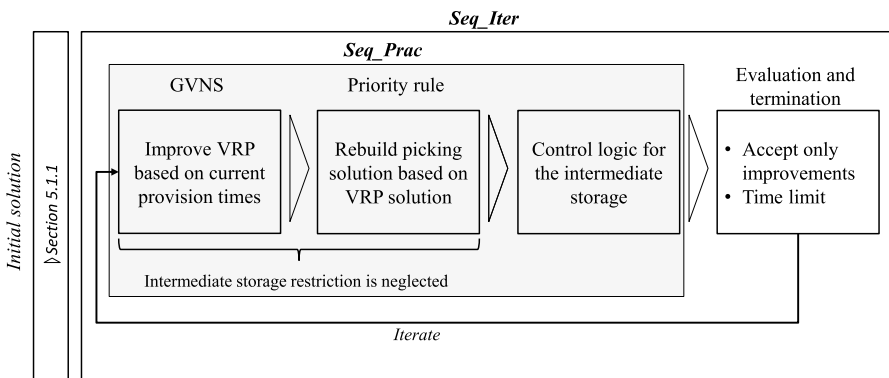 Seq_Iter
Seq_Prac
Initial solution
Section 5.1.1
GVNS
Improve VRP
based on current
provision times
Priority rule
Rebuild picking
solution based on
VRP solution
Control logic for
the intermediate
storage
Evaluation and
termination
• Accept only
improvements
• Time limit
Intermediate storage restriction is neglected
Iterate